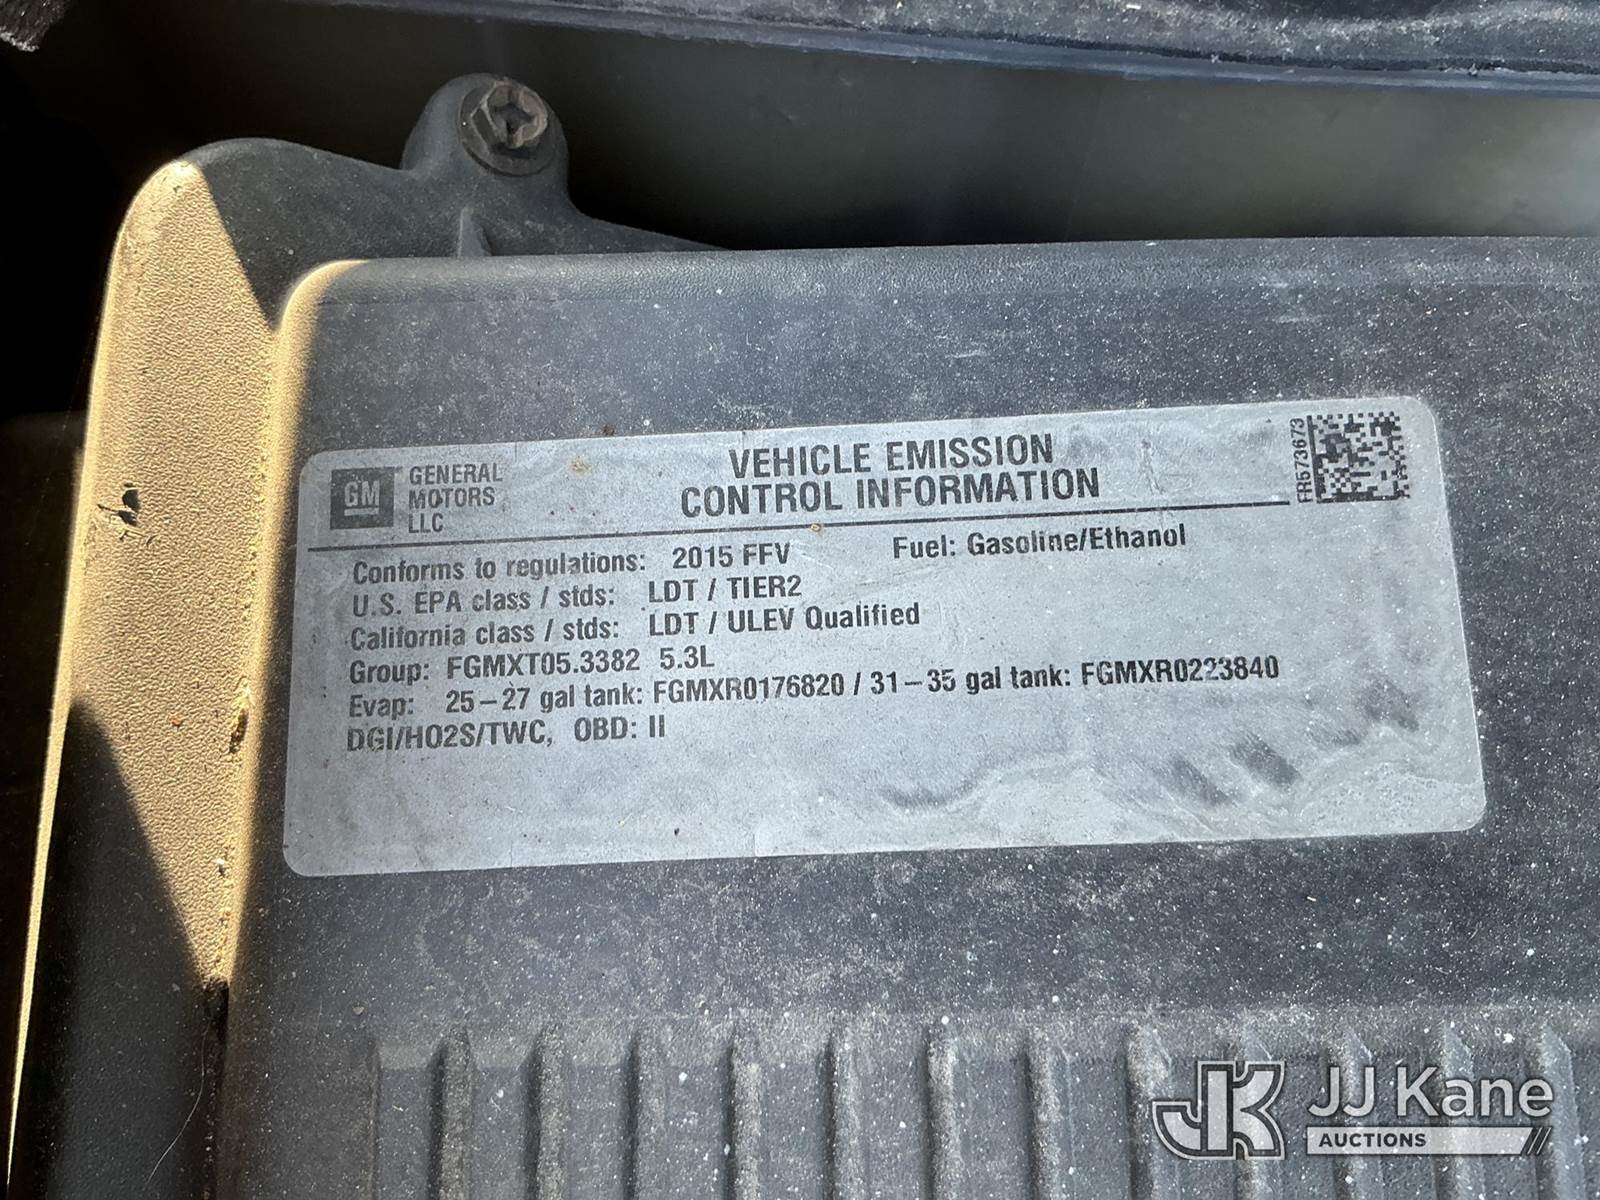 GM
GENERAL
MOTORS
LLC
VEHICLE EMISSION
CONTROL INFORMATION
FR573673
Conforms to regulations: 2015 FFV Fuel: Gasoline/Ethanol
U.S. EPA class / stds: LDT / TIER2
California class / stds: LDT / ULEV Qualified
Group: FGMXT05.3382 5.3L
Evap: 25–27 gal tank: FGMXR0176820 / 31–35 gal tank: FGMXR0223840
DGI/HO2S/TWC, OBD: II
JK JJ Kane
AUCTIONS